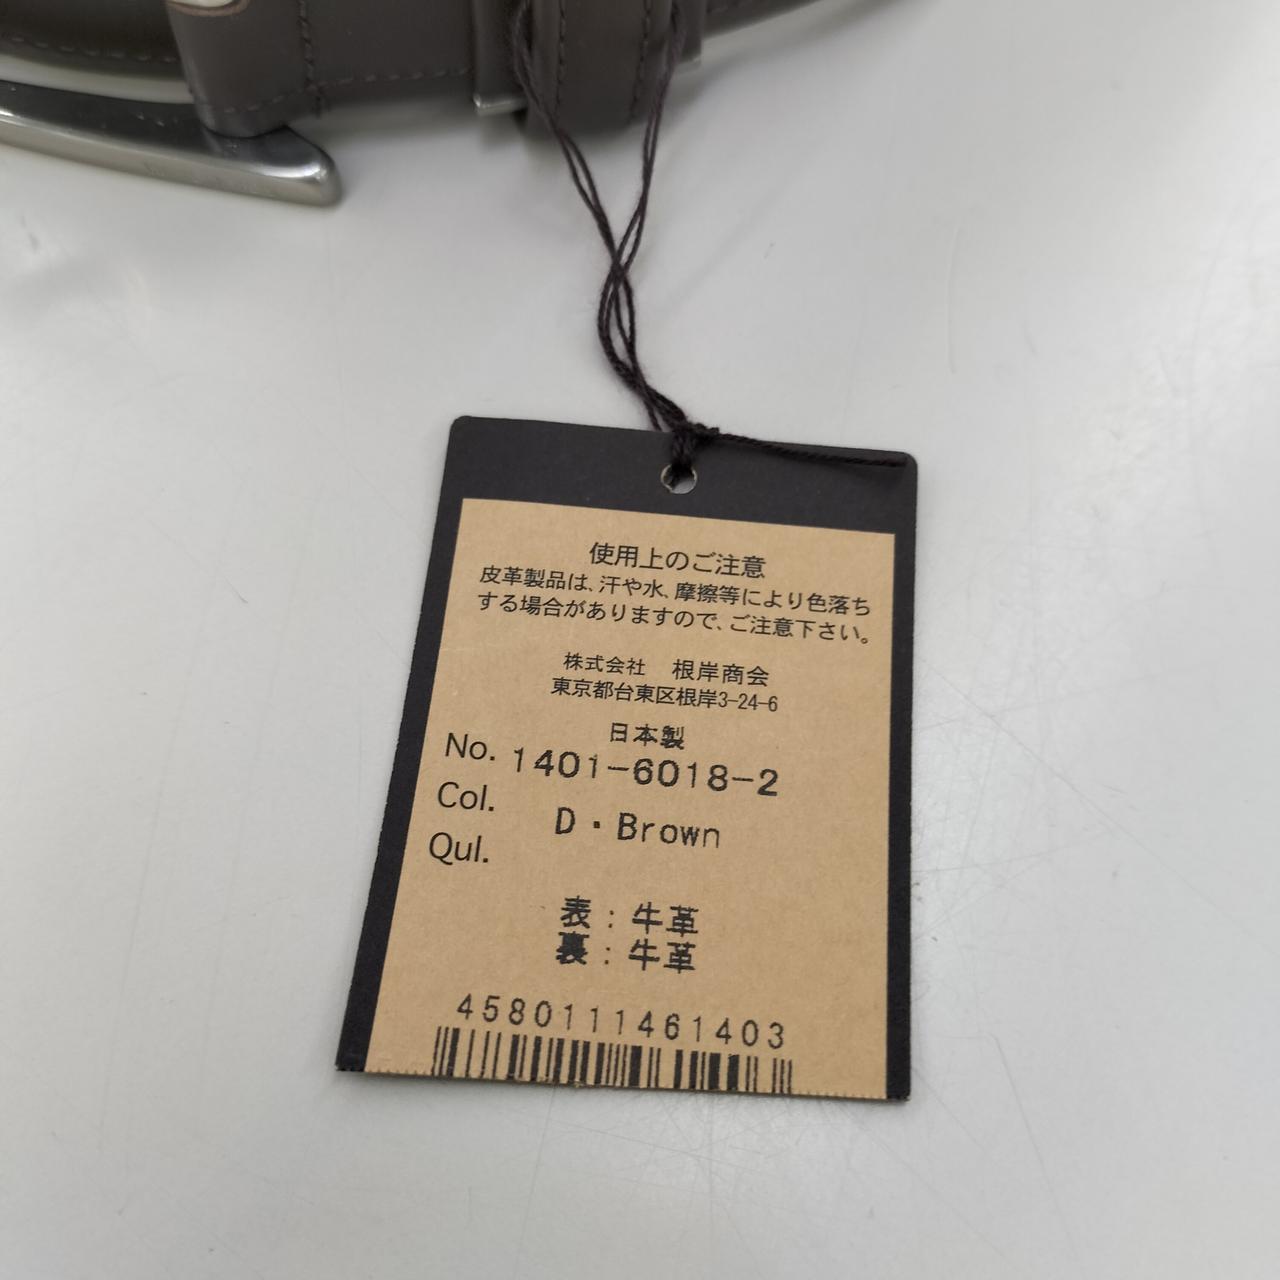 使用上のご注意
皮革製品は、汗や水、摩擦等により色落ち
する場合がありますので、ご注意下さい。
株式会社　根岸商会
東京都台東区根岸3-24-6
日本製
No. 1401-6018-2
Col. D・Brown
Qul.
表：牛革
裏：牛革
4580111461403